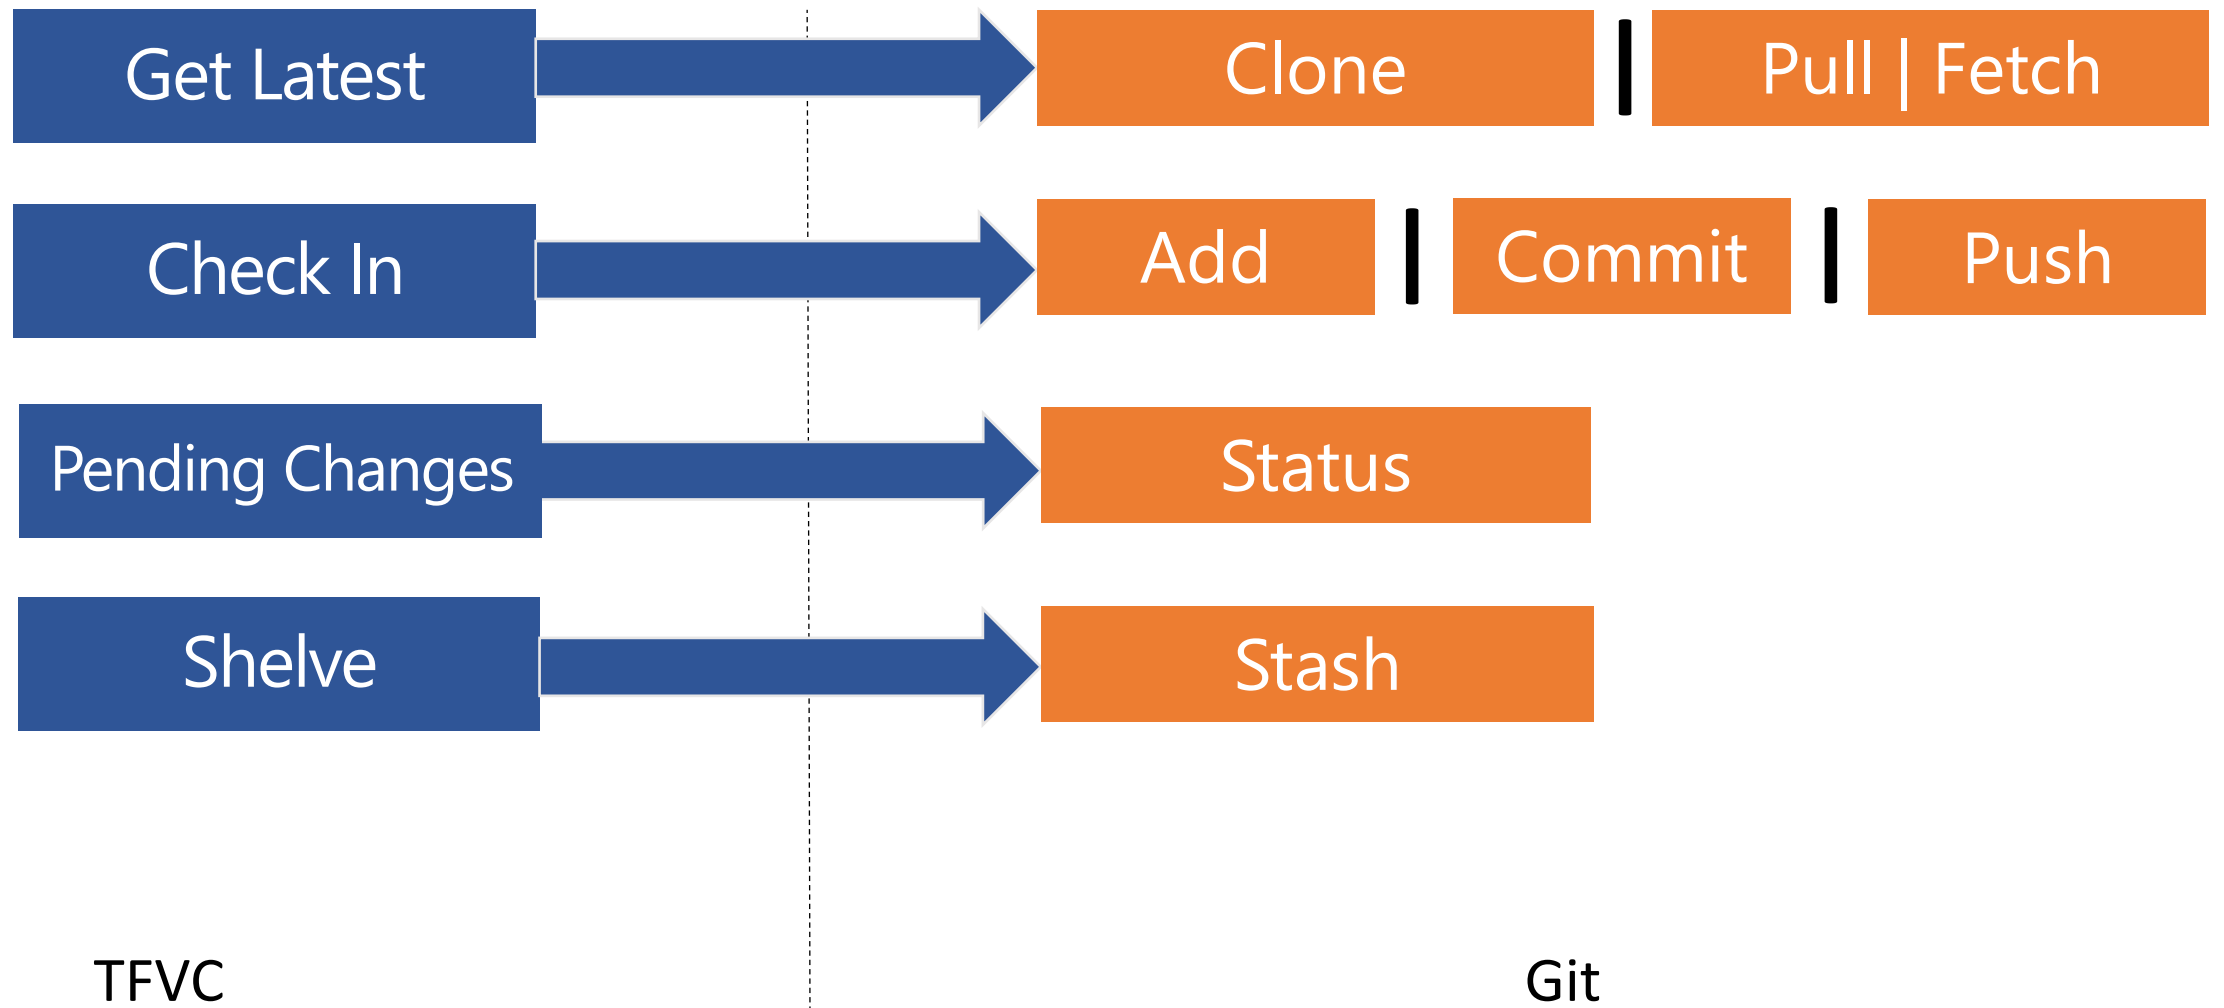 Get Latest
Clone
Pull | Fetch
Check In
Add
Commit
Push
Pending Changes
Status
Shelve
Stash
TFVC
Git